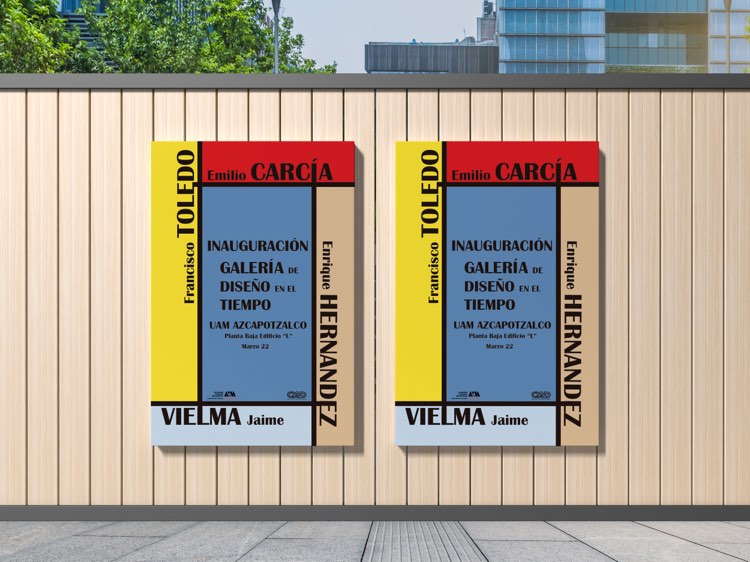 Francisco TOLEDO
Emilio CARCÍA
INAUGURACIÓN
GALERÍA DE
DISEÑO EN EL
TIEMPO
UAM AZCAPOTZALCO
Planta Baja Edificio “L”
Marzo 22
Enrique HERNANDEZ
VIELMA Jaime
Francisco TOLEDO
Emilio CARCÍA
INAUGURACIÓN
GALERÍA DE
DISEÑO EN EL
TIEMPO
UAM AZCAPOTZALCO
Planta Baja Edificio “L”
Marzo 22
Enrique HERNANDEZ
VIELMA Jaime